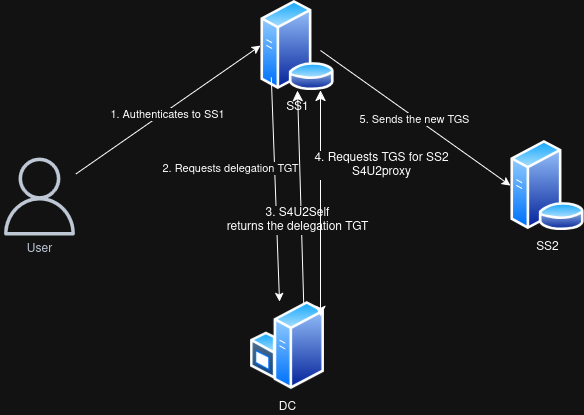 SS1
1. Authenticates to SS1
5. Sends the new TGS
2. Requests delegation TGT
4. Requests TGS for SS2
S4U2proxy
3. S4U2Self
returns the delegation TGT
User
SS2
DC